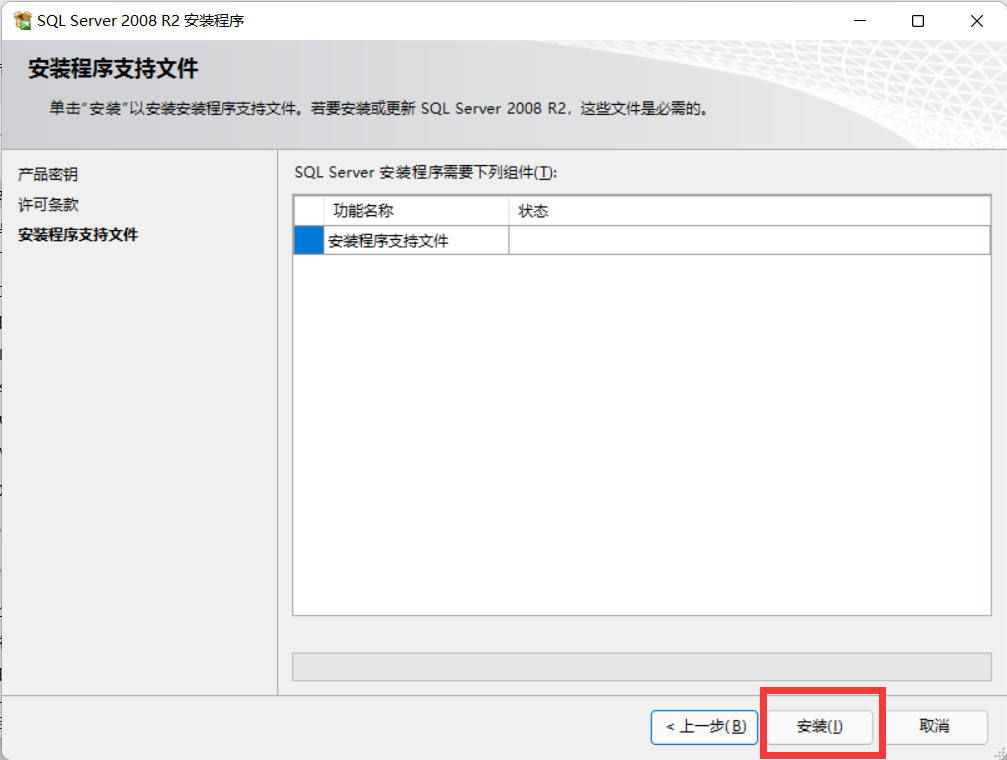 SQL Server 2008 R2 安装程序
安装程序支持文件
单击“安装”以安装安装程序支持文件。若要安装或更新 SQL Server 2008 R2，这些文件是必需的。
产品密钥
许可条款
安装程序支持文件
SQL Server 安装程序需要下列组件(T):
功能名称 状态
安装程序支持文件
< 上一步(B) 安装(I) 取消